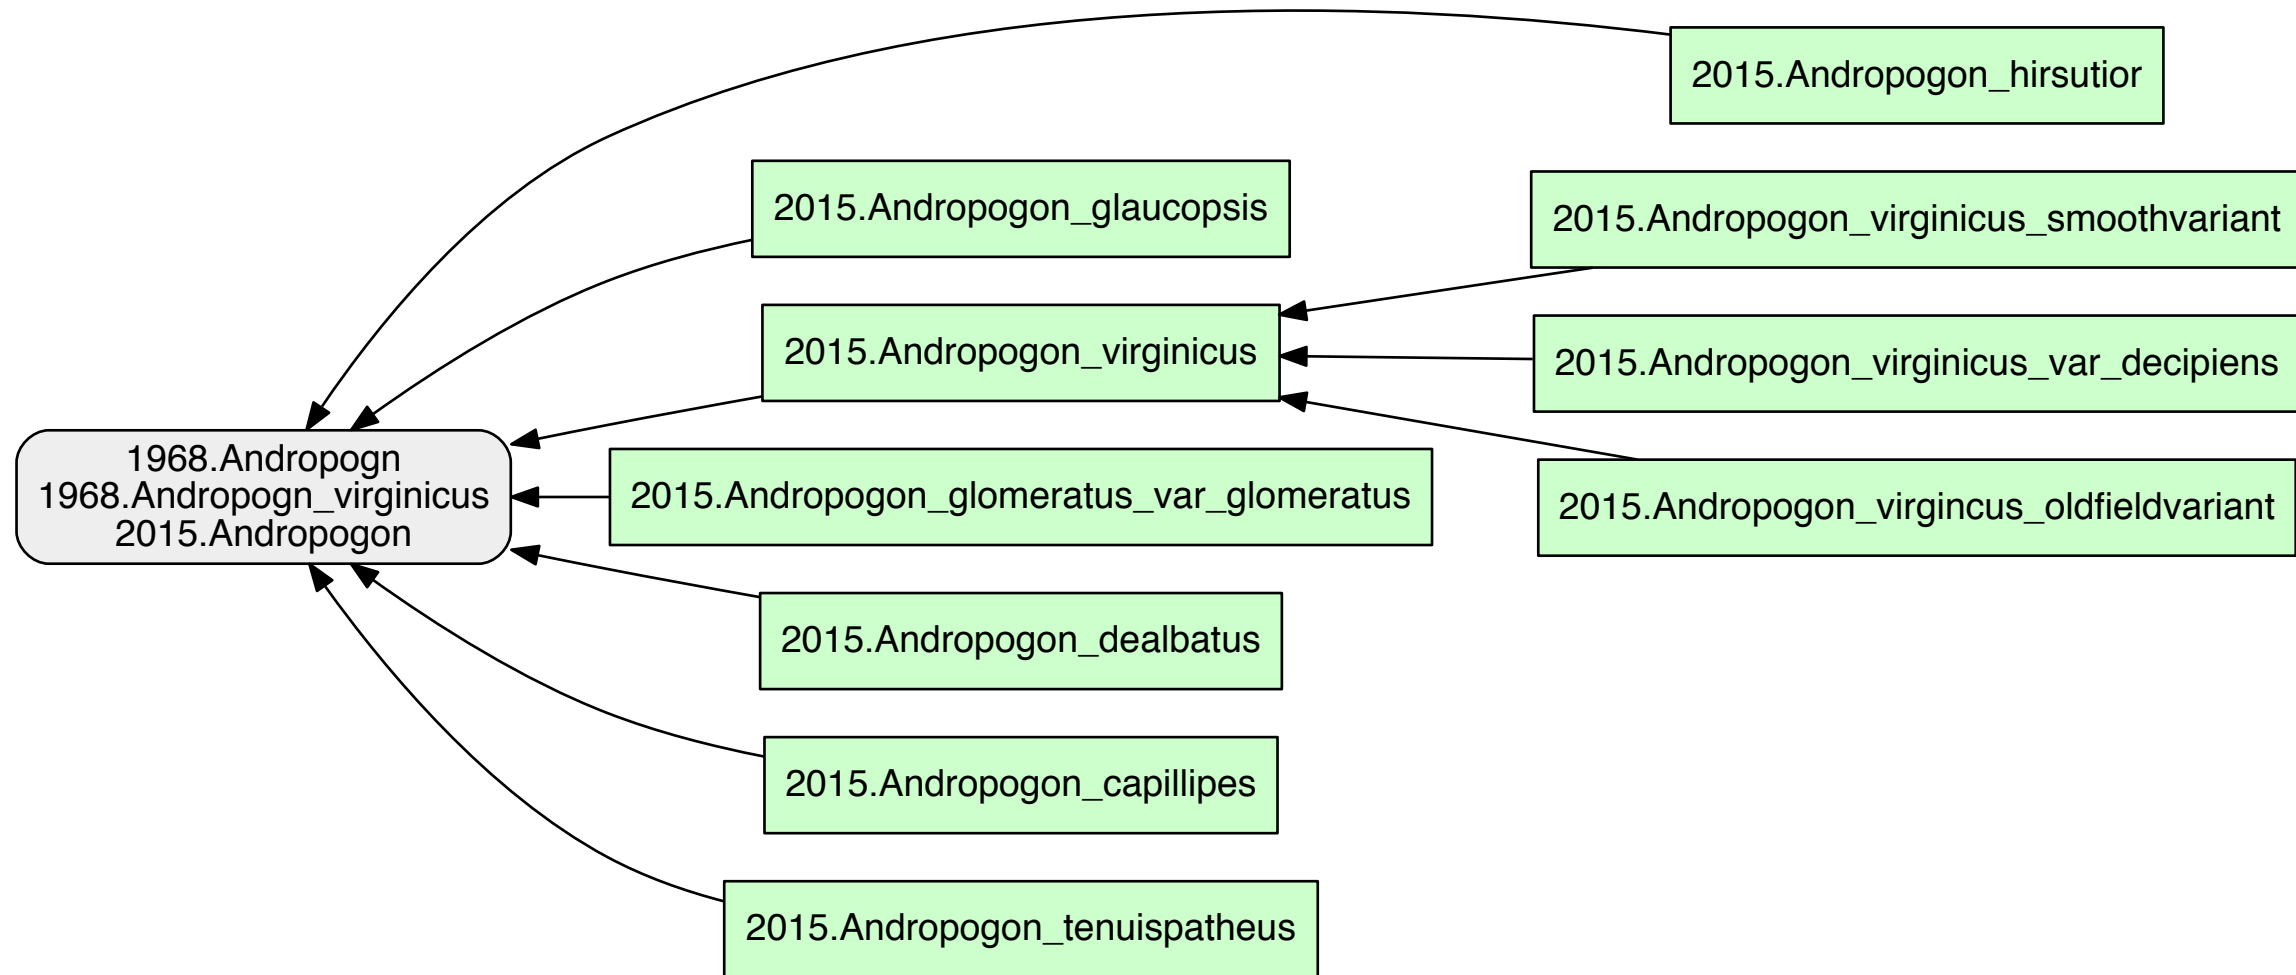 2015.Andropogon_hirsutior
2015.Andropogon_glaucopsis
2015.Andropogon_virginicus_smoothvariant
2015.Andropogon_virginicus
2015.Andropogon_virginicus_var_decipiens
1968.Andropogn
1968.Andropogn_virginicus
2015.Andropogon
2015.Andropogon_glomeratus_var_glomeratus
2015.Andropogon_virgincus_oldfieldvariant
2015.Andropogon_dealbatus
2015.Andropogon_capillipes
2015.Andropogon_tenuispatheus